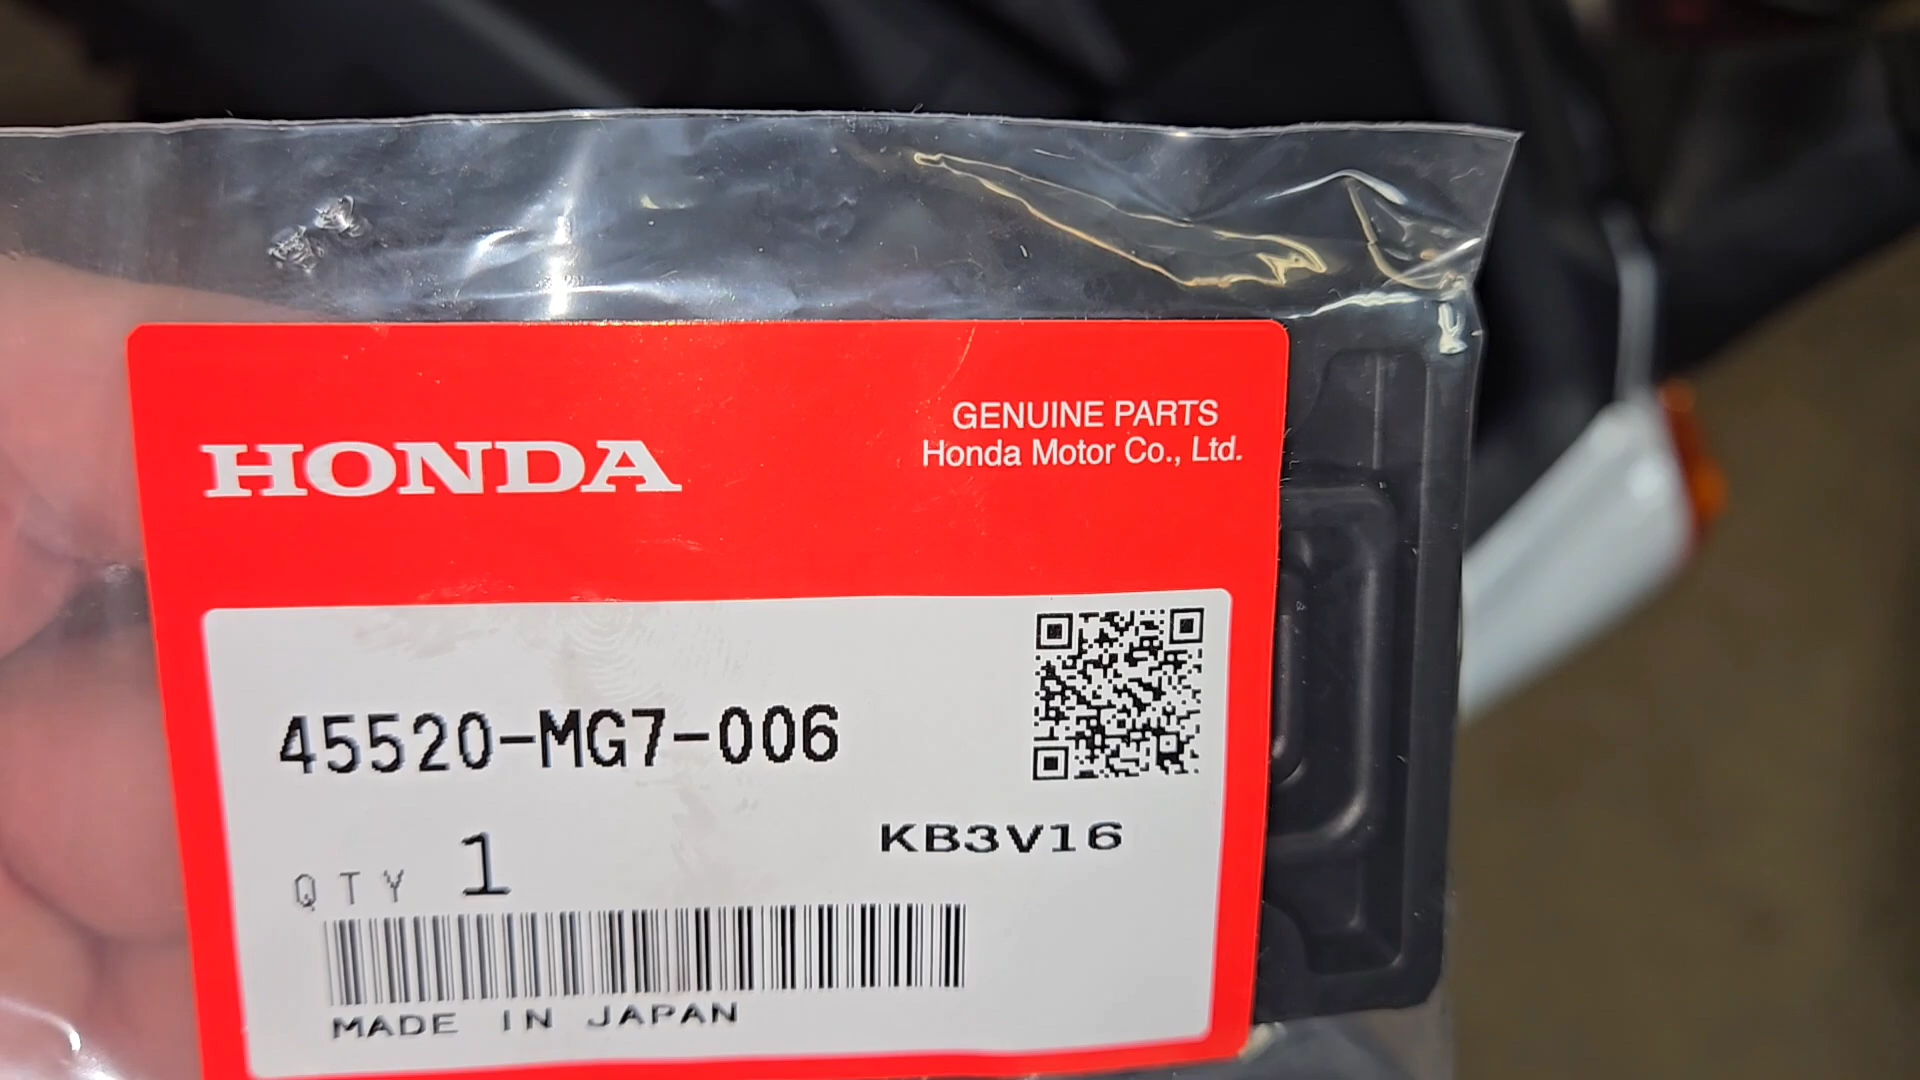 GENUINE PARTS
HONDA
Honda Motor Co., Ltd.
45520-MG7-006
KB3V16
QTY 1
MADE IN JAPAN